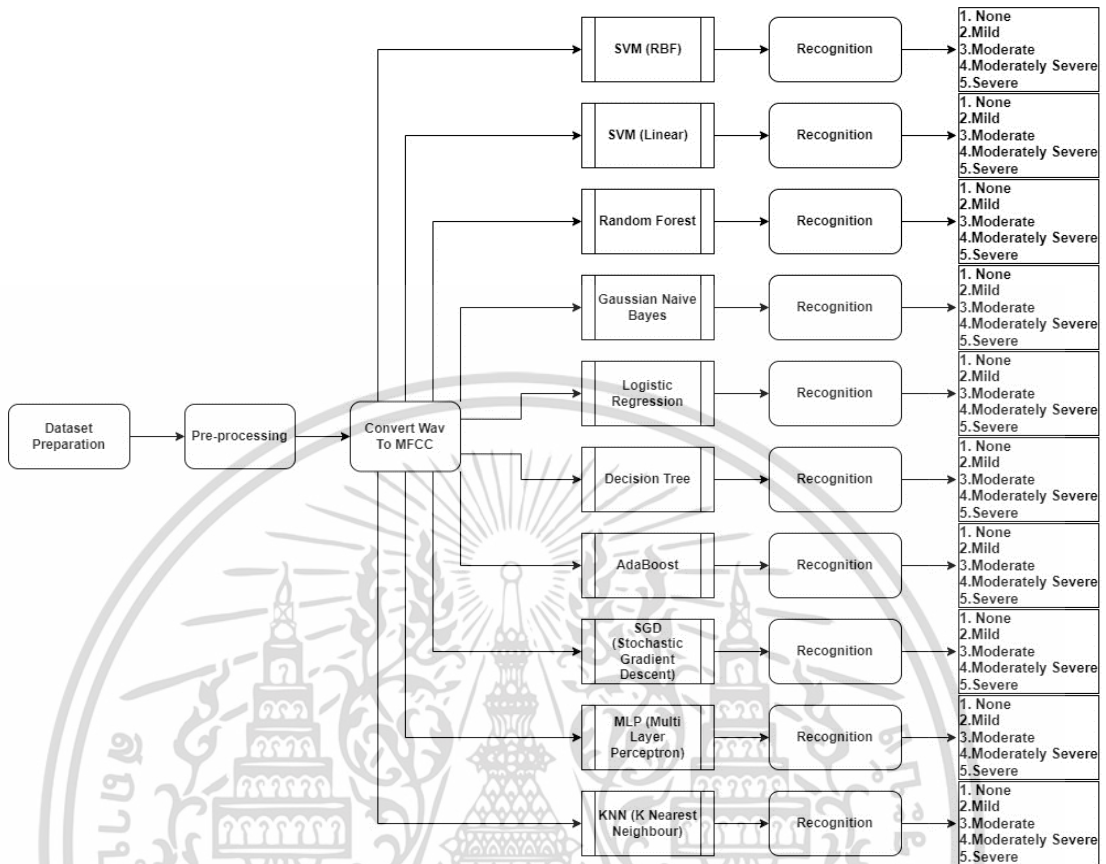 Dataset
Preparation
Pre-processing
Convert Wav
To MFCC
SVM (RBF)
Recognition
1. None
2.Mild
3.Moderate
4.Moderately Severe
5.Severe
SVM (Linear)
Recognition
1. None
2.Mild
3.Moderate
4.Moderately Severe
5.Severe
Random Forest
Recognition
1. None
2.Mild
3.Moderate
4.Moderately Severe
5.Severe
Gaussian Naive
Bayes
Recognition
1. None
2.Mild
3.Moderate
4.Moderately Severe
5.Severe
Logistic
Regression
Recognition
1. None
2.Mild
3.Moderate
4.Moderately Severe
5.Severe
Decision Tree
Recognition
1. None
2.Mild
3.Moderate
4.Moderately Severe
5.Severe
AdaBoost
Recognition
1. None
2.Mild
3.Moderate
4.Moderately Severe
5.Severe
SGD
(Stochastic
Gradient
Descent)
Recognition
1. None
2.Mild
3.Moderate
4.Moderately Severe
5.Severe
MLP (Multi
Layer
Perceptron)
Recognition
1. None
2.Mild
3.Moderate
4.Moderately Severe
5.Severe
KNN (K Nearest
Neighbour)
Recognition
1. None
2.Mild
3.Moderate
4.Moderately Severe
5.Severe